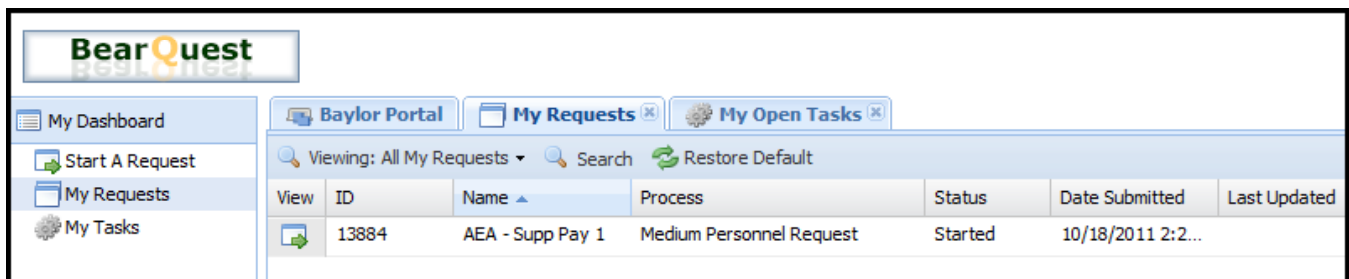 BearQuest
My Dashboard
Start A Request
My Requests
My Tasks
Baylor Portal My Requests My Open Tasks
Viewing: All My Requests Search Restore Default
View ID Name Process Status Date Submitted Last Updated
13884 AEA - Supp Pay 1 Medium Personnel Request Started 10/18/2011 2:2...